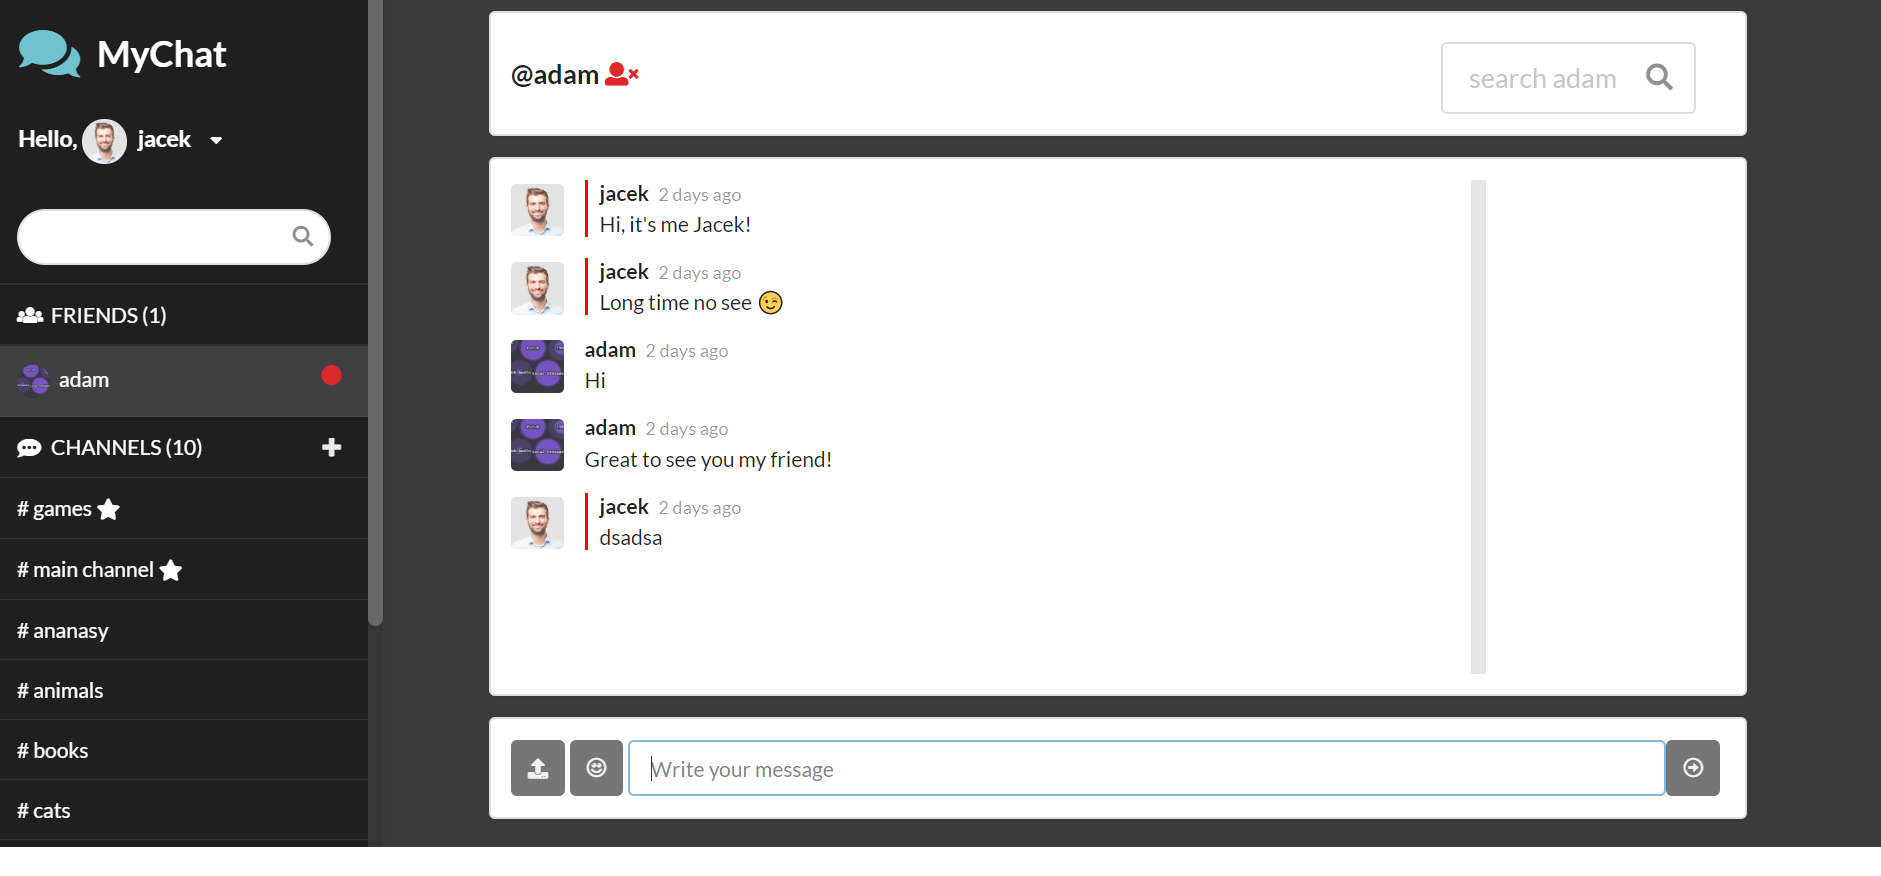 MyChat
Hello, jacek
FRIENDS (1)
adam
CHANNELS (10)
# games
# main channel
# ananasy
# animals
# books
# cats
@adam
search adam
jacek 2 days ago
Hi, it's me Jacek!
jacek 2 days ago
Long time no see 😉
adam 2 days ago
Hi
adam 2 days ago
Great to see you my friend!
jacek 2 days ago
dsadsa
Write your message